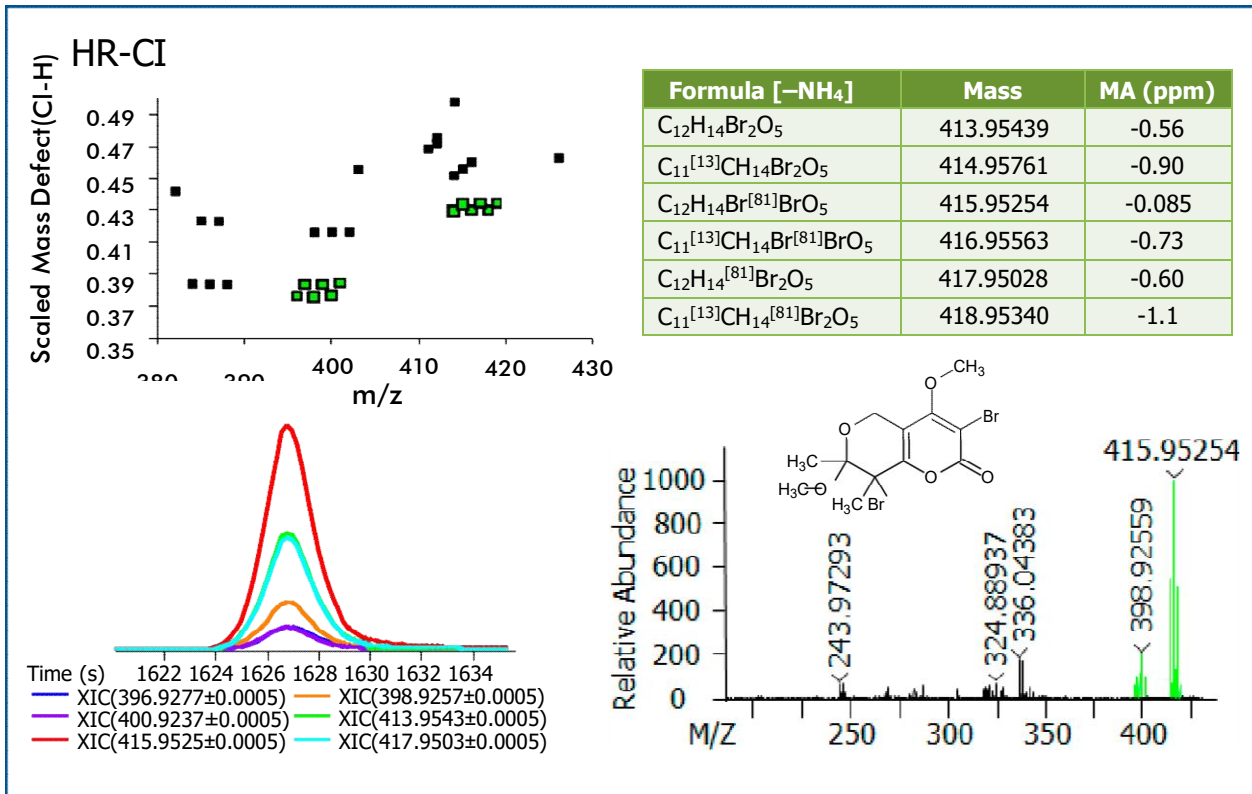 HR-CI
Scaled Mass Defect(Cl-H)
0.49
0.47
0.45
0.43
0.41
0.39
0.37
0.35
380 390 400 410 420 430
m/z
Formula [–NH₄] Mass MA (ppm)
C₁₂H₁₄Br₂O₅ 413.95439 -0.56
C₁₁[13]CH₁₄Br₂O₅ 414.95761 -0.90
C₁₂H₁₄Br[81]BrO₅ 415.95254 -0.085
C₁₁[13]CH₁₄Br[81]BrO₅ 416.95563 -0.73
C₁₂H₁₄[81]Br₂O₅ 417.95028 -0.60
C₁₁[13]CH₁₄[81]Br₂O₅ 418.95340 -1.1
1622 1624 1626 1628 1630 1632 1634
Time (s)
XIC(396.9277±0.0005) XIC(398.9257±0.0005)
XIC(400.9237±0.0005) XIC(413.9543±0.0005)
XIC(415.9525±0.0005) XIC(417.9503±0.0005)
CH₃
O
O
Br
H₃C
H₃C O
H₃C Br
O
O
Relative Abundance
1000
800
600
400
200
0
243.97293
324.88937
336.04383
398.92559
415.95254
M/Z 250 300 350 400